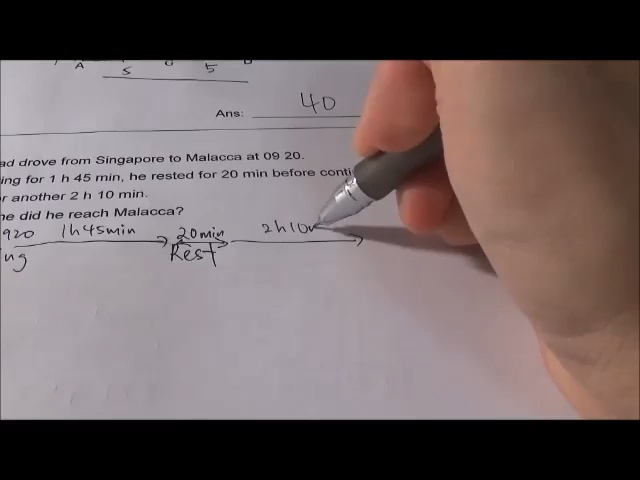 A
5 5
Ans: 40
ad drove from Singapore to Malacca at 09 20.
ing for 1 h 45 min, he rested for 20 min before conti
r another 2 h 10 min.
he did he reach Malacca?
920 1h45min 20min 2h10m
ng Rest